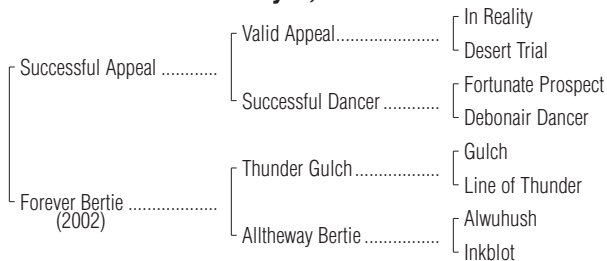 In Reality
Valid Appeal....................
Desert Trial
Successful Appeal ...........
Fortunate Prospect
Successful Dancer ...........
Debonair Dancer
Gulch
Thunder Gulch.................
Line of Thunder
Forever Bertie ..................
(2002)
Alwuhush
Alltheway Bertie ...............
Inkblot